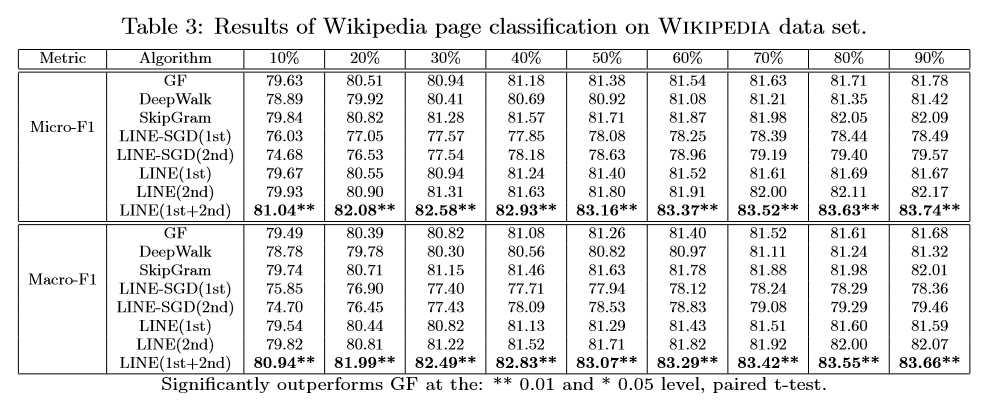 Table 3: Results of Wikipedia page classification on WIKIPEDIA data set.
Metric Algorithm 10% 20% 30% 40% 50% 60% 70% 80% 90%
GF 79.63 80.51 80.94 81.18 81.38 81.54 81.63 81.71 81.78
DeepWalk 78.89 79.92 80.41 80.69 80.92 81.08 81.21 81.35 81.42
SkipGram 79.84 80.82 81.28 81.57 81.71 81.87 81.98 82.05 82.09
Micro-F1 LINE-SGD(1st) 76.03 77.05 77.57 77.85 78.08 78.25 78.39 78.44 78.49
LINE-SGD(2nd) 74.68 76.53 77.54 78.18 78.63 78.96 79.19 79.40 79.57
LINE(1st) 79.67 80.55 80.94 81.24 81.40 81.52 81.61 81.69 81.67
LINE(2nd) 79.93 80.90 81.31 81.63 81.80 81.91 82.00 82.11 82.17
LINE(1st+2nd) 81.04** 82.08** 82.58** 82.93** 83.16** 83.37** 83.52** 83.63** 83.74**
GF 79.49 80.39 80.82 81.08 81.26 81.40 81.52 81.61 81.68
DeepWalk 78.78 79.78 80.30 80.56 80.82 80.97 81.11 81.24 81.32
SkipGram 79.74 80.71 81.15 81.46 81.63 81.78 81.88 81.98 82.01
Macro-F1 LINE-SGD(1st) 75.85 76.90 77.40 77.71 77.94 78.12 78.24 78.29 78.36
LINE-SGD(2nd) 74.70 76.45 77.43 78.09 78.53 78.83 79.08 79.29 79.46
LINE(1st) 79.54 80.44 80.82 81.13 81.29 81.43 81.51 81.60 81.59
LINE(2nd) 79.82 80.81 81.22 81.52 81.71 81.82 81.92 82.00 82.07
LINE(1st+2nd) 80.94** 81.99** 82.49** 82.83** 83.07** 83.29** 83.42** 83.55** 83.66**
Significantly outperforms GF at the: ** 0.01 and * 0.05 level, paired t-test.